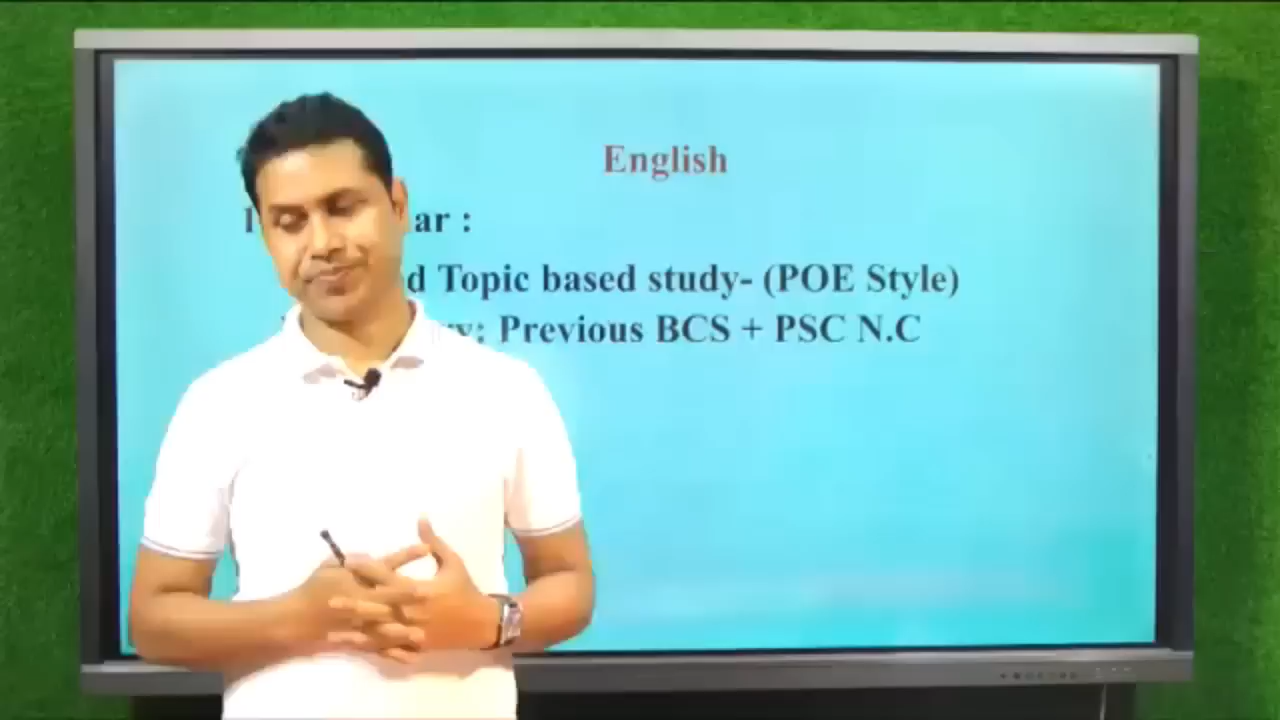 English
ar :
d Topic based study- (POE Style)
: Previous BCS + PSC N.C